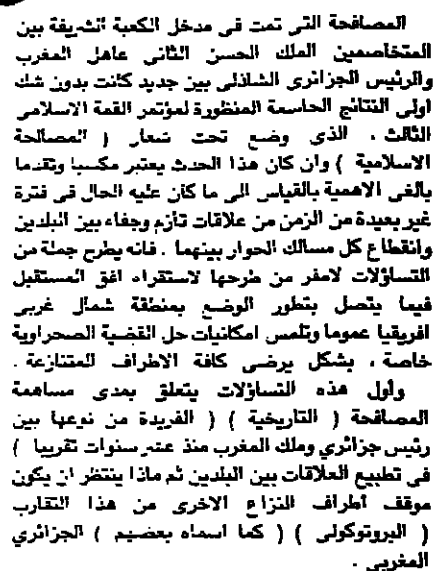 المصافحة التى تمت فى مدخل الكعبة الشريفة بين
المتخاصمين الملك الحسن الثانى عاهل المغرب
والرئيس الجزائرى الشاذلى بين جديد كانت بدون شك
اولى النتائج الحاسمة المنظورة لمؤتمر القمة الاسلامى
الثالث . الذى وضع تحت شعار ( المصالحة
الاسلامية ) وان كان هذا الحدث يعتبر مكسبا وتقدما
بالغى الاهمية بالقياس الى ما كان عليه الحال فى فترة
غير بعيدة من الزمن من علاقات تأزم وجفاء بين البلدين
وانقطاع كل مسالك الحوار بينهما . فانه يطرح جملة من
التساؤلات لامفر من طرحها لاستقراء افق المستقبل
فيما يتصل بتطور الوضع بمنطقة شمال غربى
افريقيا عموما وتلمس امكانيات حل القضية الصحراوية
خاصة ، بشكل يرضى كافة الاطراف المتنازعة .
وأول هذه التساؤلات يتعلق بمدى مساهمة
المصافحة ( التاريخية ) ( الفريدة من نوعها بين
رئيس جزائري وملك المغرب منذ عشر سنوات تقريبا )
فى تطبيع العلاقات بين البلدين ثم ماذا ينتظر ان يكون
موقف أطراف النزاع الاخرى من هذا التقارب
( البروتوكولى ) ( كما اسماه بعضهم ) الجزائري
المغربي .